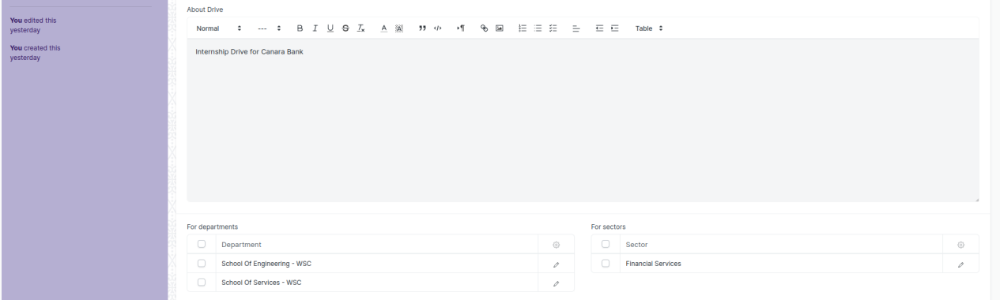 You edited this
yesterday
You created this
yesterday
About Drive
Normal --- B I U S Tx A A Table
Internship Drive for Canara Bank
For departments
Department
School Of Engineering - WSC
School Of Services - WSC
For sectors
Sector
Financial Services